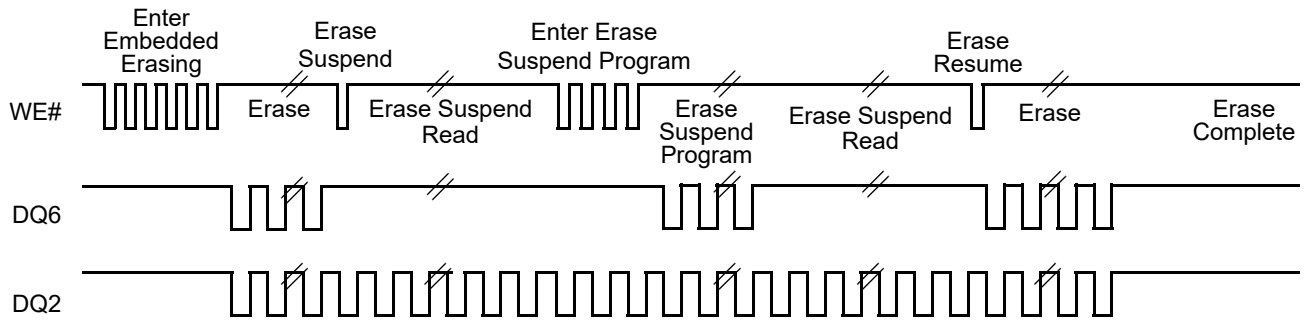 Enter
Embedded
Erasing
Erase
Suspend
Enter Erase
Suspend Program
Erase
Resume
WE#
Erase
Erase Suspend
Read
Erase
Suspend
Program
Erase Suspend
Read
Erase
Erase
Complete
DQ6
DQ2